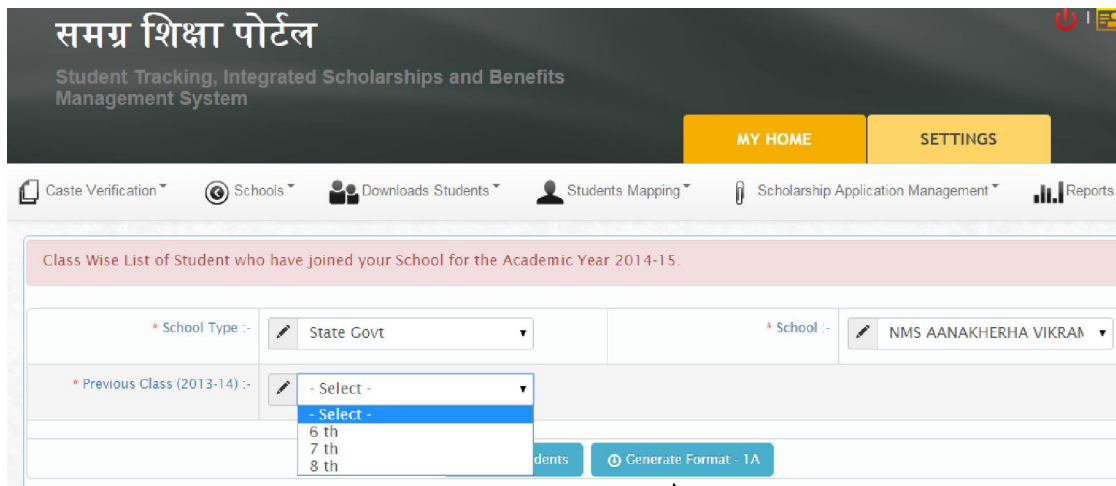 समग्र शिक्षा पोर्टल
Student Tracking, Integrated Scholarships and Benefits
Management System
MY HOME SETTINGS
Caste Verification Schools Downloads Students Students Mapping Scholarship Application Management Reports
Class Wise List of Student who have joined your School for the Academic Year 2014-15.
* School Type :- State Govt * School :- NMS AANAKHERHA
* Previous Class (2013-14) :- - Select -
- Select -
6 th
7 th
8 th
Generate Format - 1A